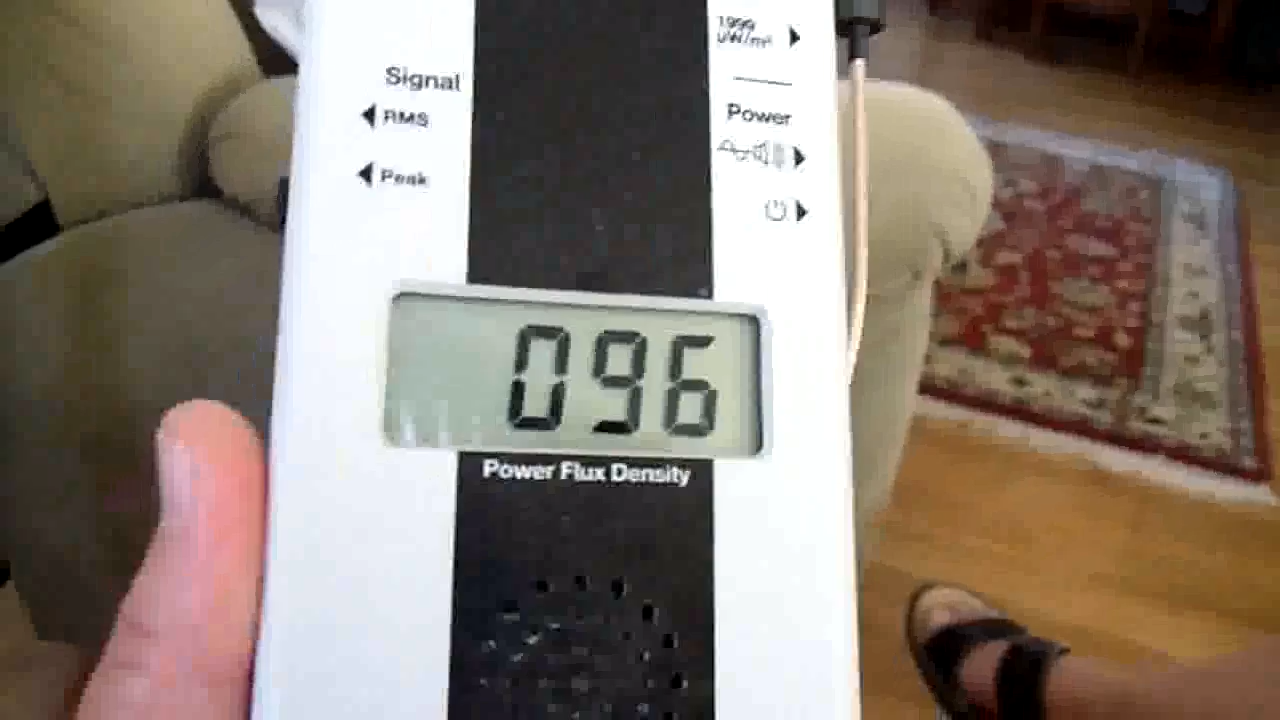 1999
µW/m²
Signal
RMS
Power
Peak
096
Power Flux Density